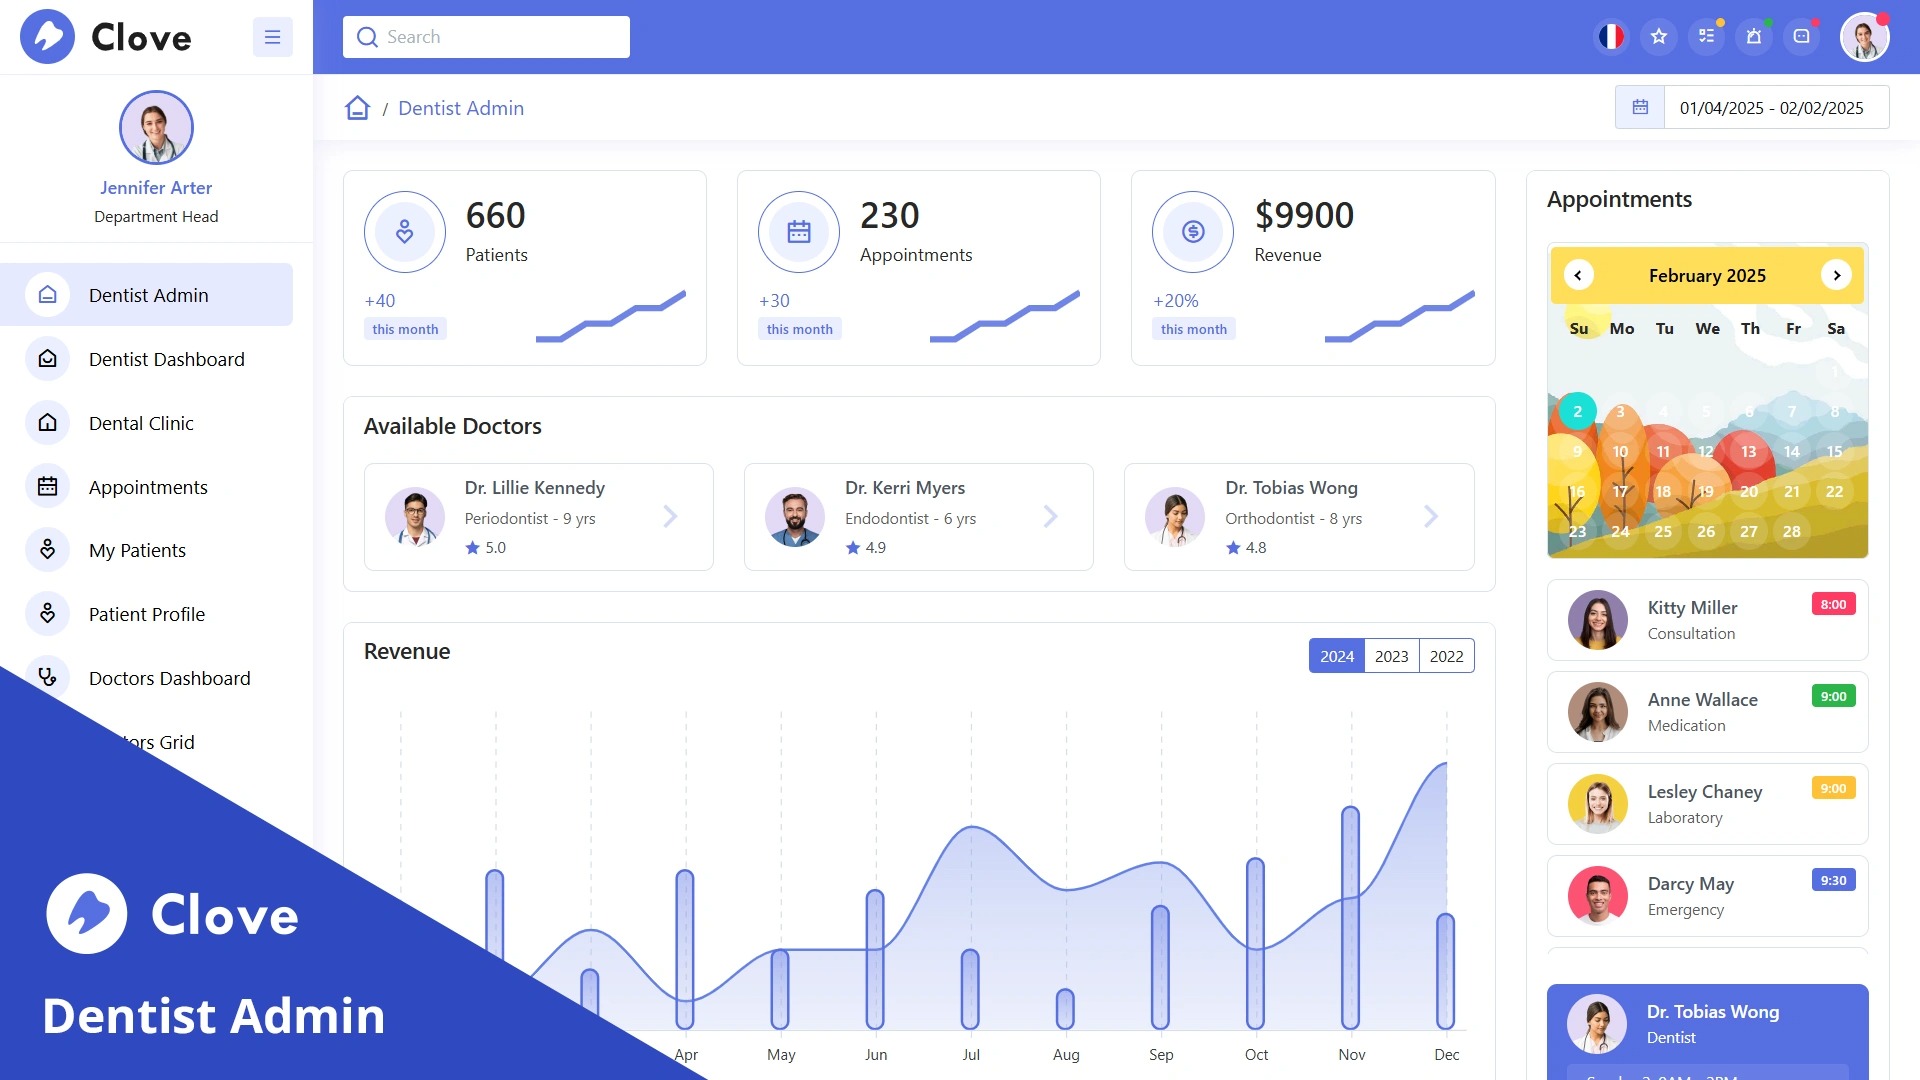 Clove
Search
Jennifer Arter
Department Head
Dentist Admin
Dentist Dashboard
Dental Clinic
Appointments
My Patients
Patient Profile
Doctors Dashboard
tors Grid
Clove
Dentist Admin
/ Dentist Admin
01/04/2025 - 02/02/2025
660
Patients
+40
this month
230
Appointments
+30
this month
$9900
Revenue
+20%
this month
Available Doctors
Dr. Lillie Kennedy
Periodontist - 9 yrs
5.0
Dr. Kerri Myers
Endodontist - 6 yrs
4.9
Dr. Tobias Wong
Orthodontist - 8 yrs
4.8
Revenue
2024 2023 2022
Apr May Jun Jul Aug Sep Oct Nov Dec
Appointments
February 2025
Su Mo Tu We Th Fr Sa
1
2 3 4 5 6 7 8
9 10 11 12 13 14 15
16 17 18 19 20 21 22
23 24 25 26 27 28
Kitty Miller
8:00
Consultation
Anne Wallace
9:00
Medication
Lesley Chaney
9:00
Laboratory
Darcy May
9:30
Emergency
Dr. Tobias Wong
Dentist